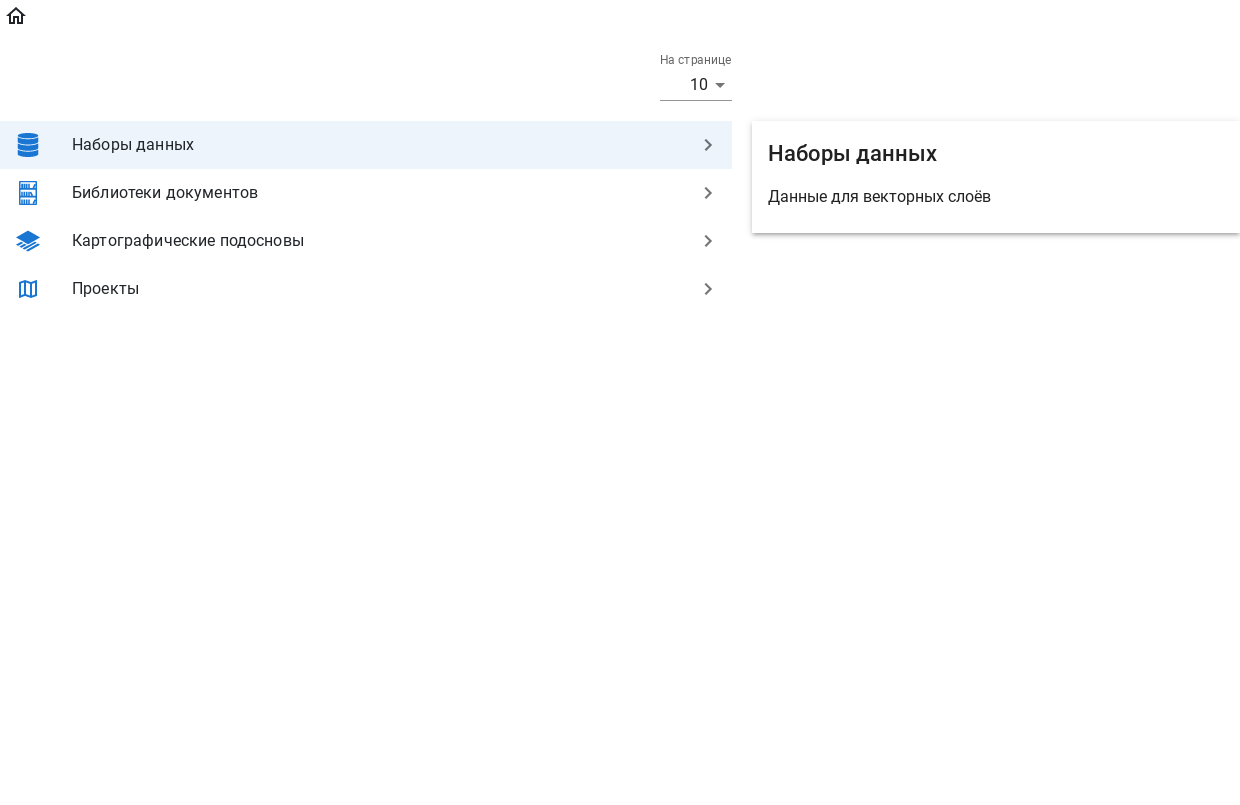 На странице
10
Наборы данных
Библиотеки документов
Картографические подосновы
Проекты
Наборы данных
Данные для векторных слоёв